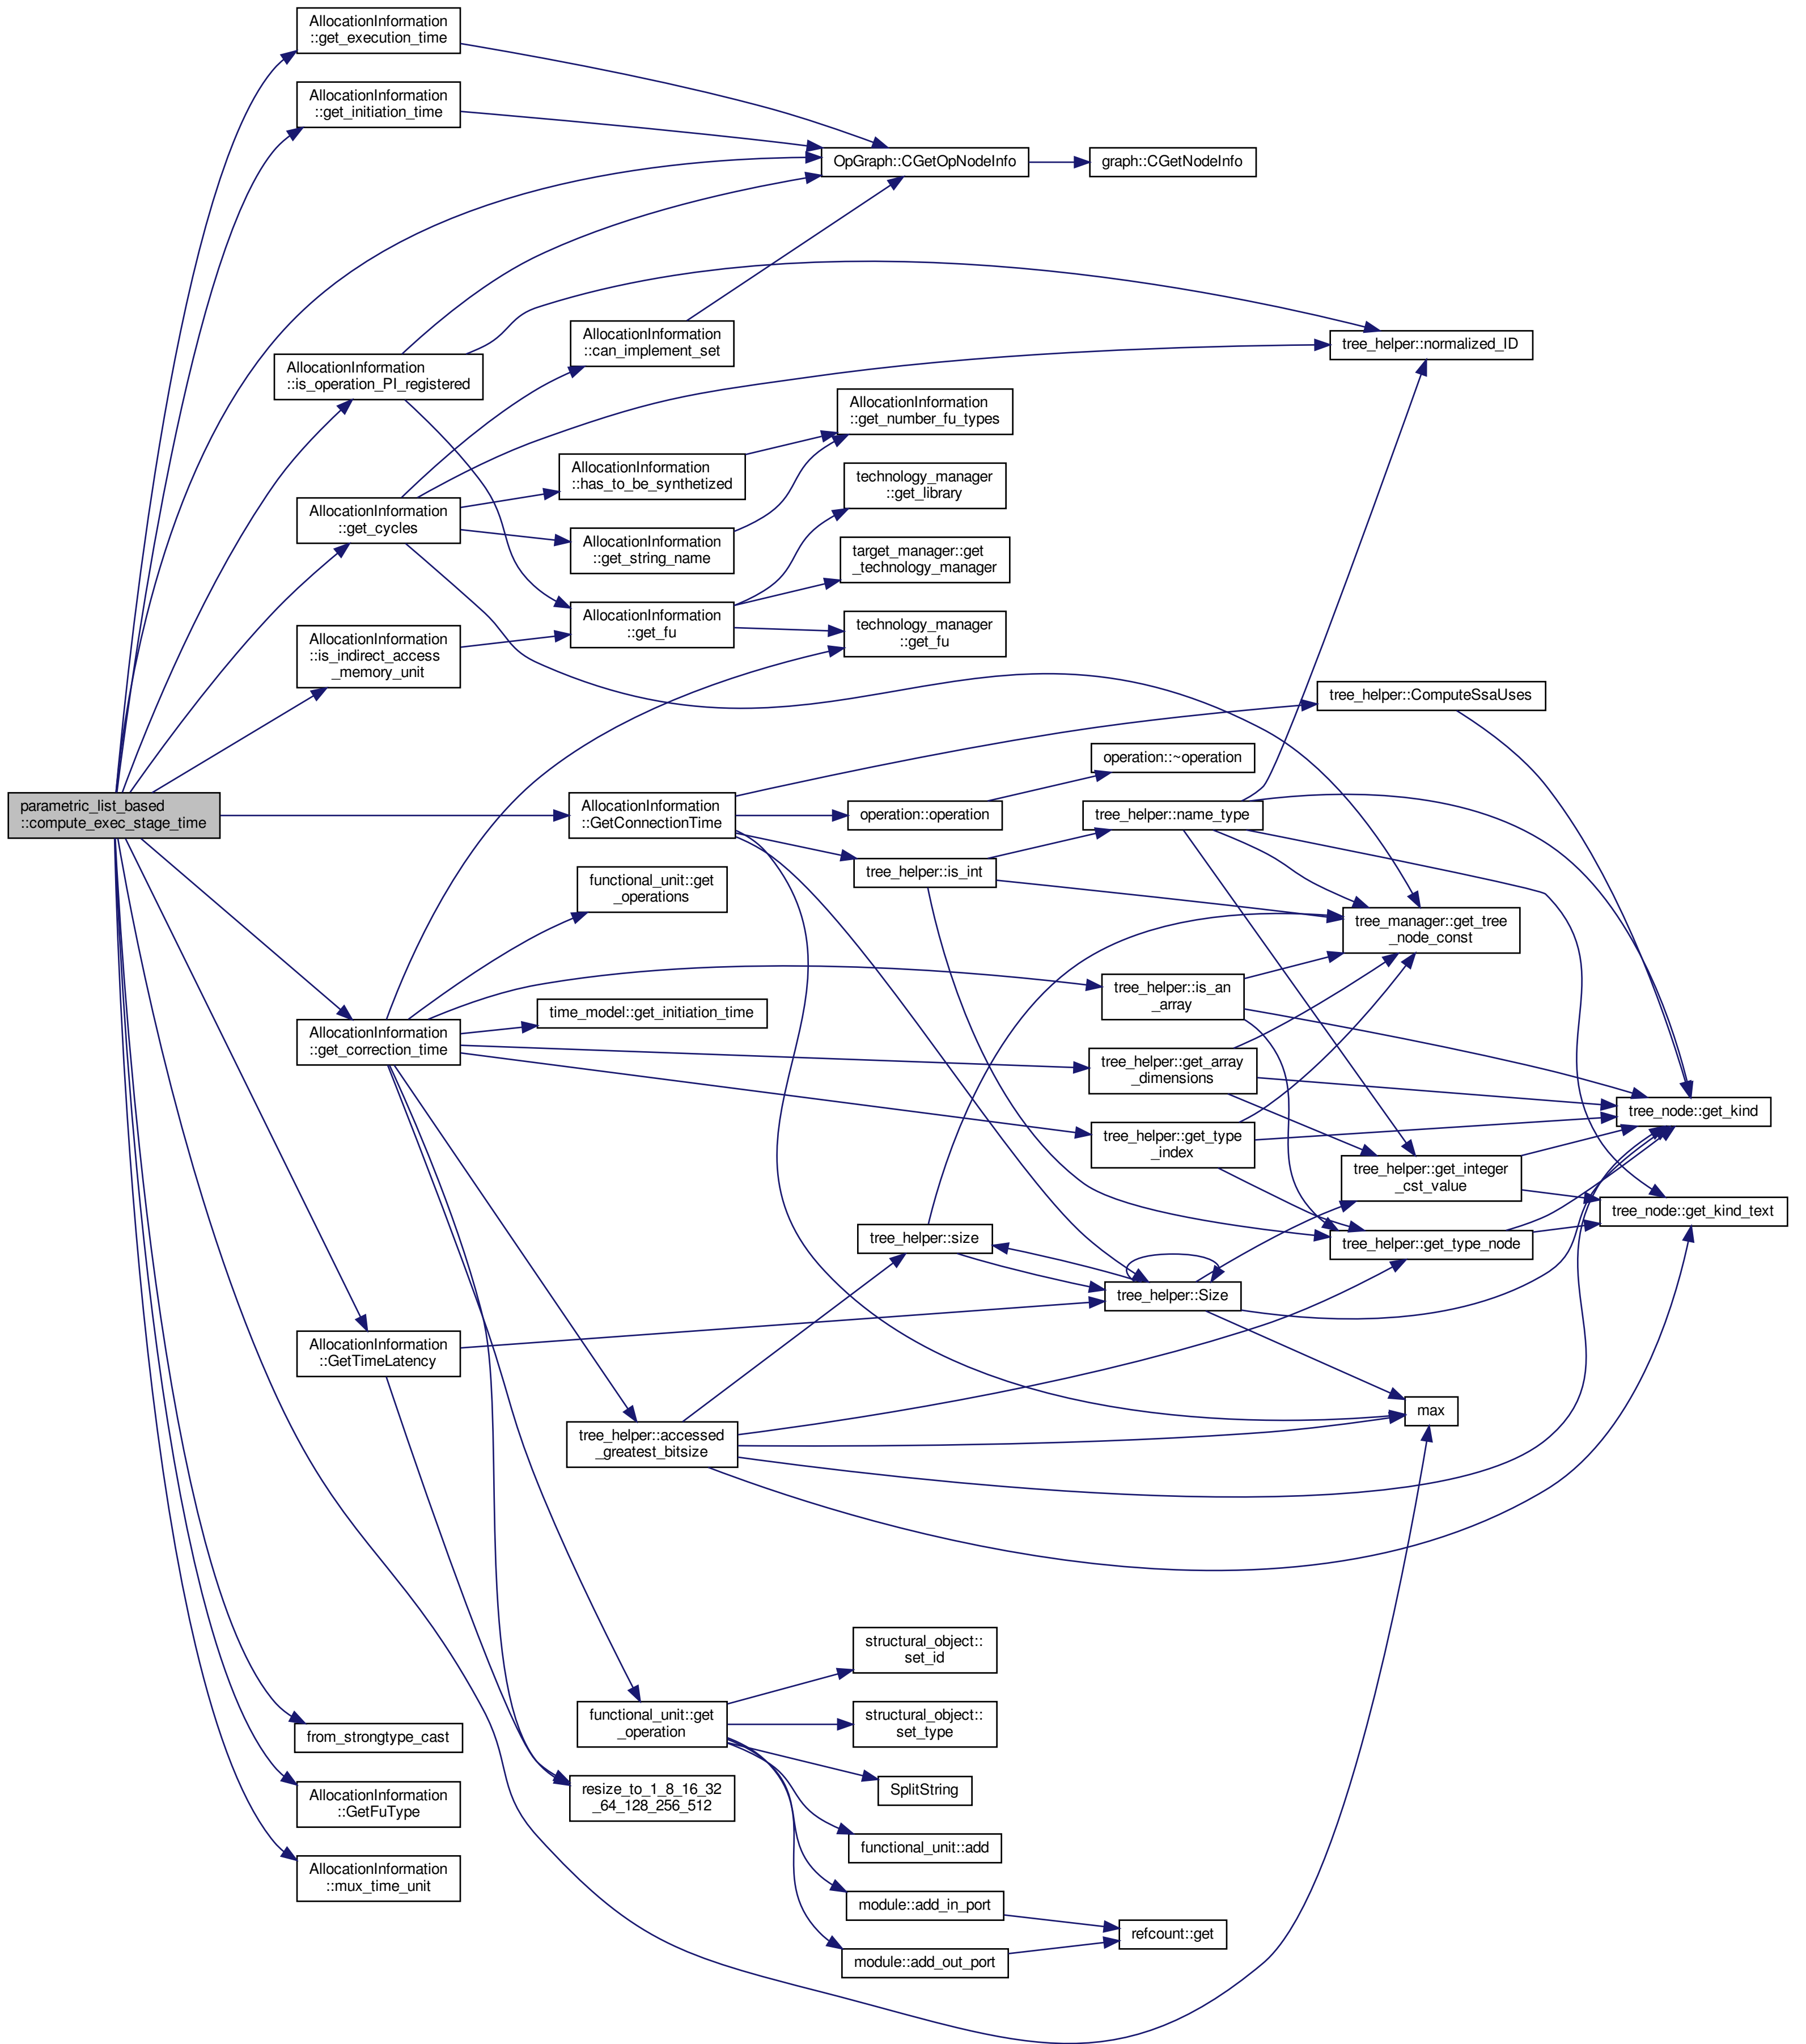 AllocationInformation
::get_execution_time
AllocationInformation
::get_initiation_time
OpGraph::CGetOpNodeInfo
graph::CGetNodeInfo
AllocationInformation
::can_implement_set
tree_helper::normalized_ID
AllocationInformation
::is_operation_PI_registered
AllocationInformation
::get_number_fu_types
AllocationInformation
::has_to_be_synthetized
technology_manager
::get_library
AllocationInformation
::get_cycles
AllocationInformation
::get_string_name
target_manager::get
_technology_manager
AllocationInformation
::get_fu
technology_manager
::get_fu
AllocationInformation
::is_indirect_access
_memory_unit
tree_helper::ComputeSsaUses
operation::~operation
parametric_list_based
::compute_exec_stage_time
AllocationInformation
::GetConnectionTime
operation::operation
tree_helper::name_type
tree_helper::is_int
functional_unit::get
_operations
tree_manager::get_tree
_node_const
tree_helper::is_an
_array
time_model::get_initiation_time
AllocationInformation
::get_correction_time
tree_helper::get_array
_dimensions
tree_node::get_kind
tree_helper::get_type
_index
tree_helper::get_integer
_cst_value
tree_node::get_kind_text
tree_helper::size
tree_helper::get_type_node
tree_helper::Size
AllocationInformation
::GetTimeLatency
max
tree_helper::accessed
_greatest_bitsize
structural_object::
set_id
functional_unit::get
_operation
structural_object::
set_type
from_strongtype_cast
SplitString
resize_to_1_8_16_32
_64_128_256_512
AllocationInformation
::GetFuType
functional_unit::add
AllocationInformation
::mux_time_unit
module::add_in_port
refcount::get
module::add_out_port